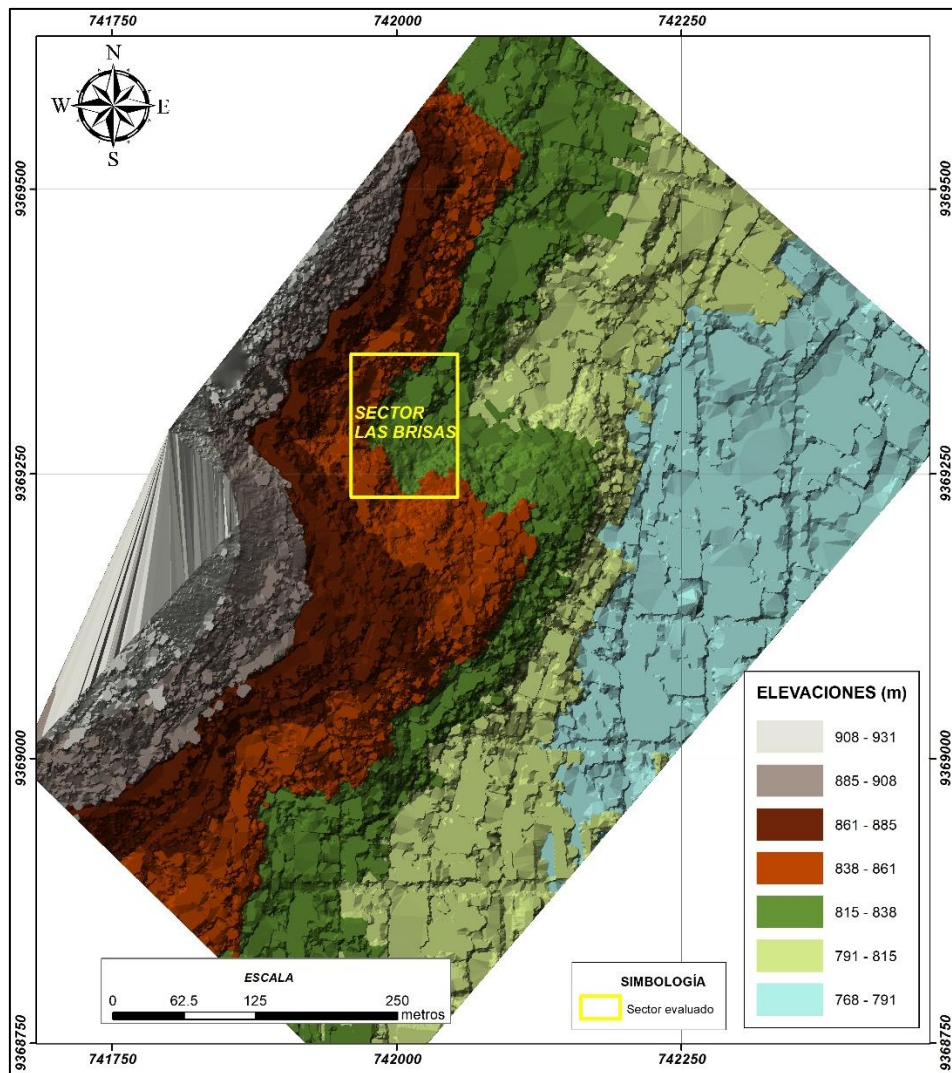 741750 742000 742250
N
W E
S
9369500 9369500
SECTOR
LAS BRISAS
9369250 9369250
9369000 9369000
ELEVACIONES (m)
908 - 931
885 - 908
861 - 885
838 - 861
815 - 838
791 - 815
768 - 791
ESCALA
0 62.5 125 250
metros
SIMBOLOGÍA
Sector evaluado
9368750 9368750
741750 742000 742250